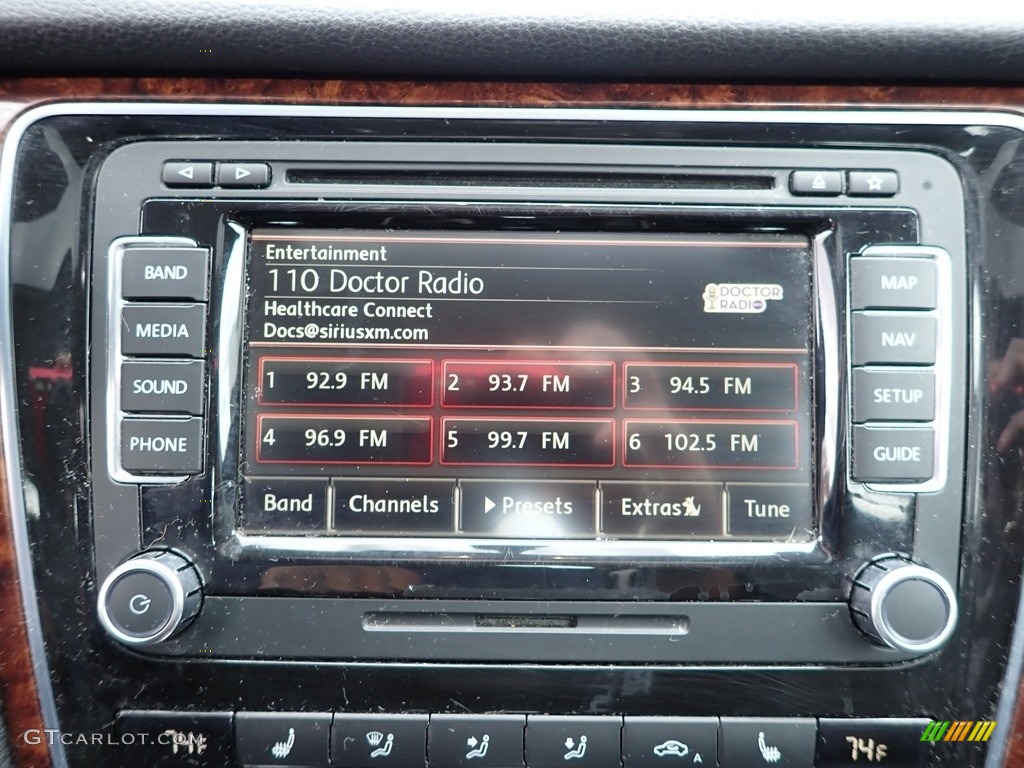 BAND
MEDIA
SOUND
PHONE
Entertainment
110 Doctor Radio
Healthcare Connect
Docs@siriusxm.com
DOCTOR
RADIO
1 92.9 FM
2 93.7 FM
3 94.5 FM
4 96.9 FM
5 99.7 FM
6 102.5 FM
Band
Channels
Presets
Extras
Tune
MAP
NAV
SETUP
GUIDE
GTCARLOT.COM
74F
A
74F